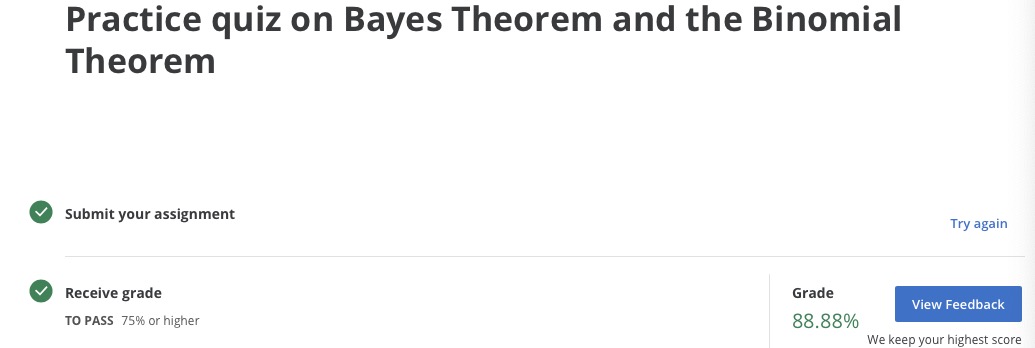 Practice quiz on Bayes Theorem and the Binomial
Theorem
Submit your assignment
Try again
Receive grade
TO PASS 75% or higher
Grade
88.88%
View Feedback
We keep your highest score